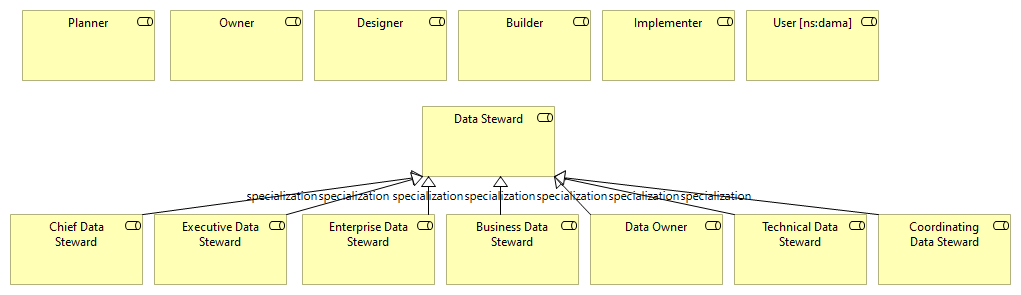 Planner
Owner
Designer
Builder
Implementer
User [ns:dama]
Data Steward
specialization
specialization
specialization
specialization
specialization
specialization
specialization
Chief Data
Steward
Executive Data
Steward
Enterprise Data
Steward
Business Data
Steward
Data Owner
Technical Data
Steward
Coordinating
Data Steward